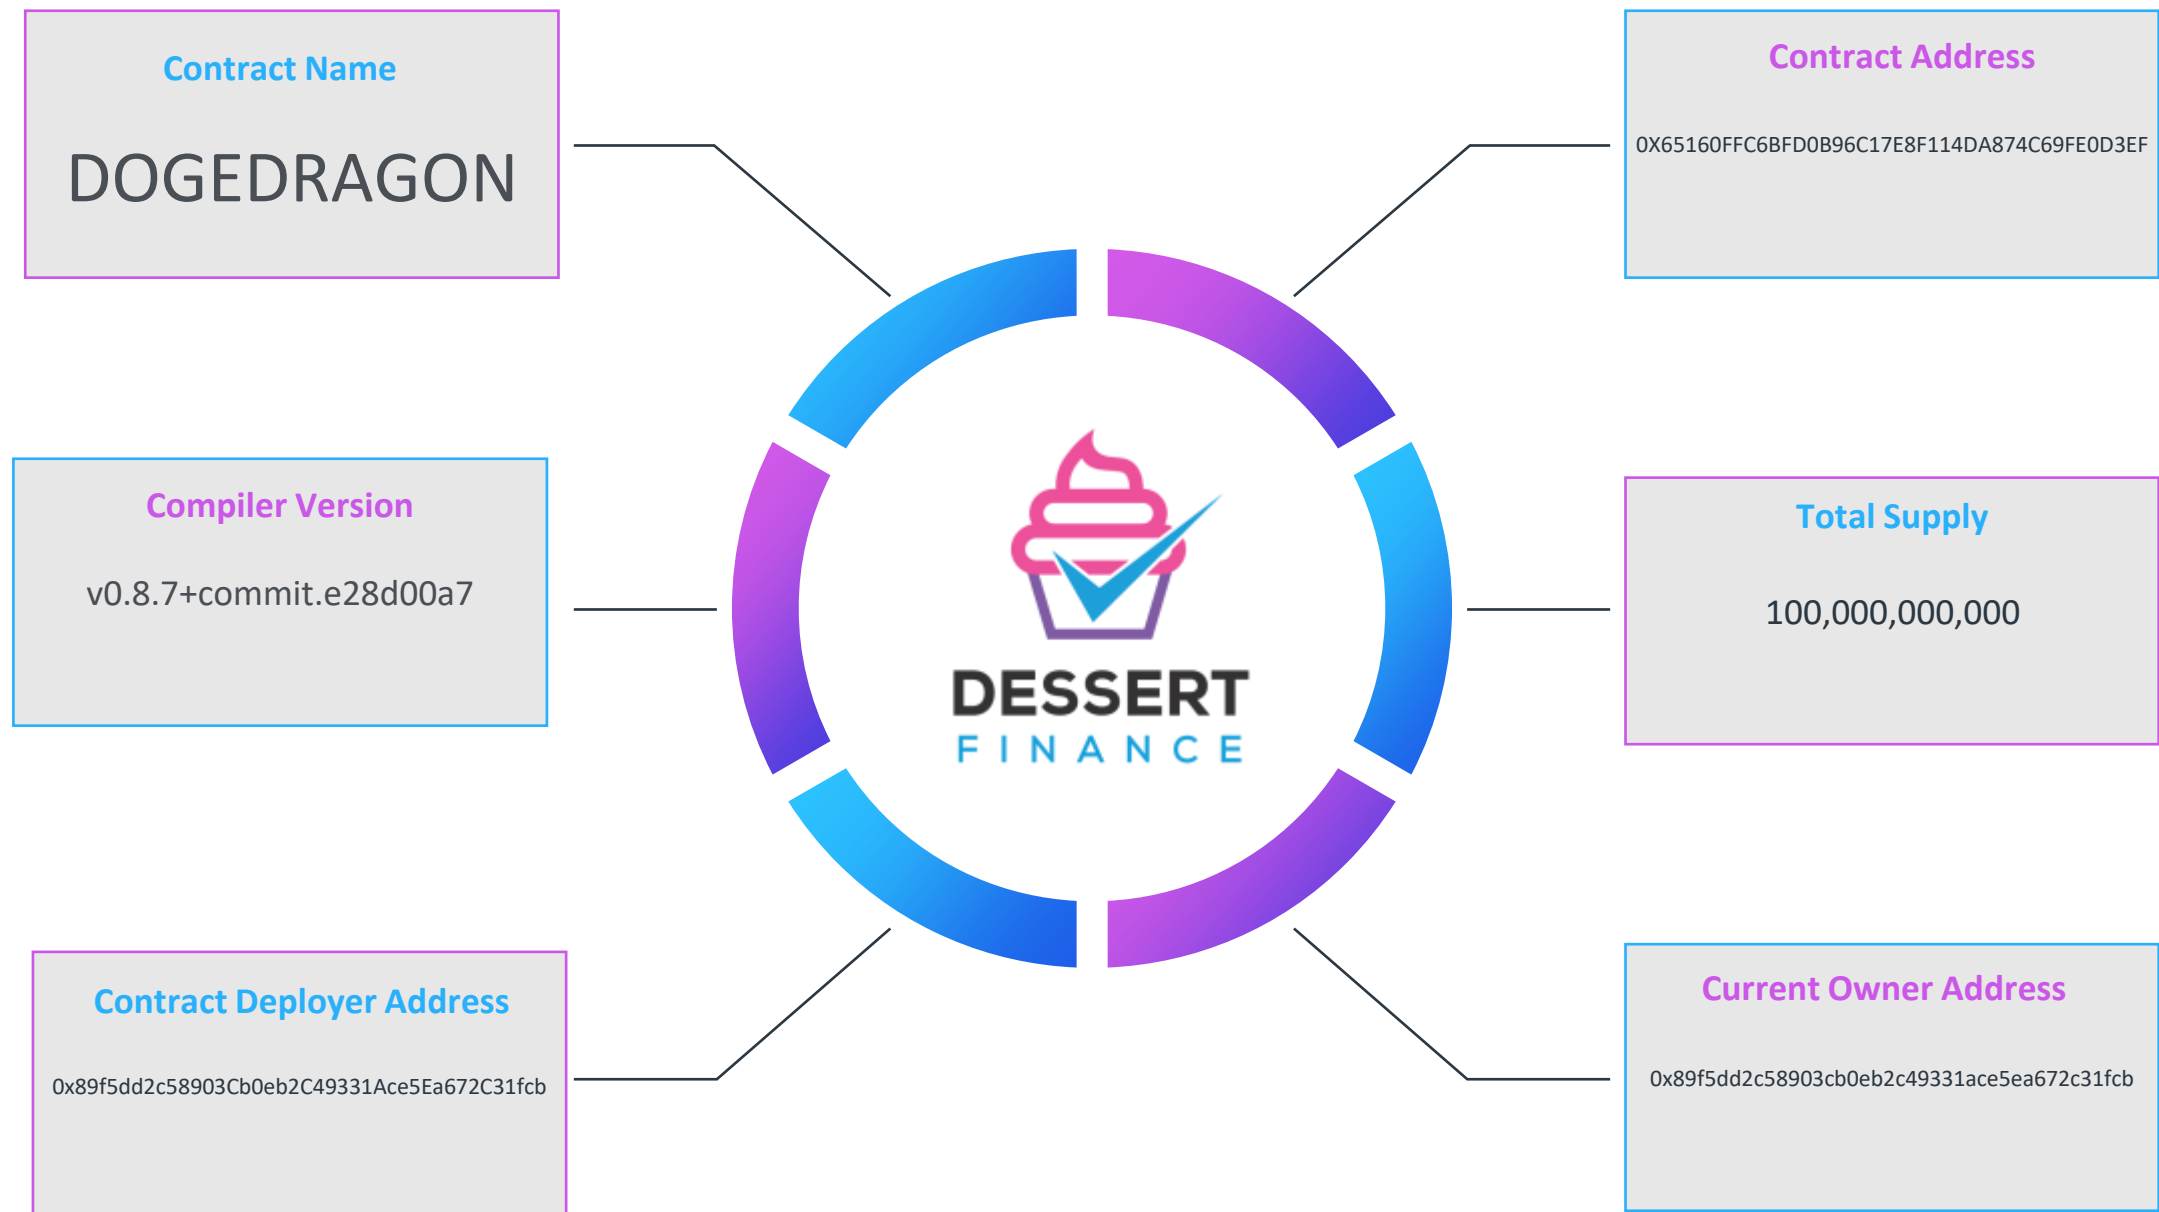 Contract Name
DOGEDRAGON
Contract Address
0X65160FFC6BFD0B96C17E8F114DA874C69FE0D3EF
Compiler Version
v0.8.7+commit.e28d00a7
Total Supply
100,000,000,000
DESSERT
FINANCE
Contract Deployer Address
0x89f5dd2c58903Cb0eb2C49331Ace5Ea672C31fcb
Current Owner Address
0x89f5dd2c58903cb0eb2c49331ace5ea672c31fcb